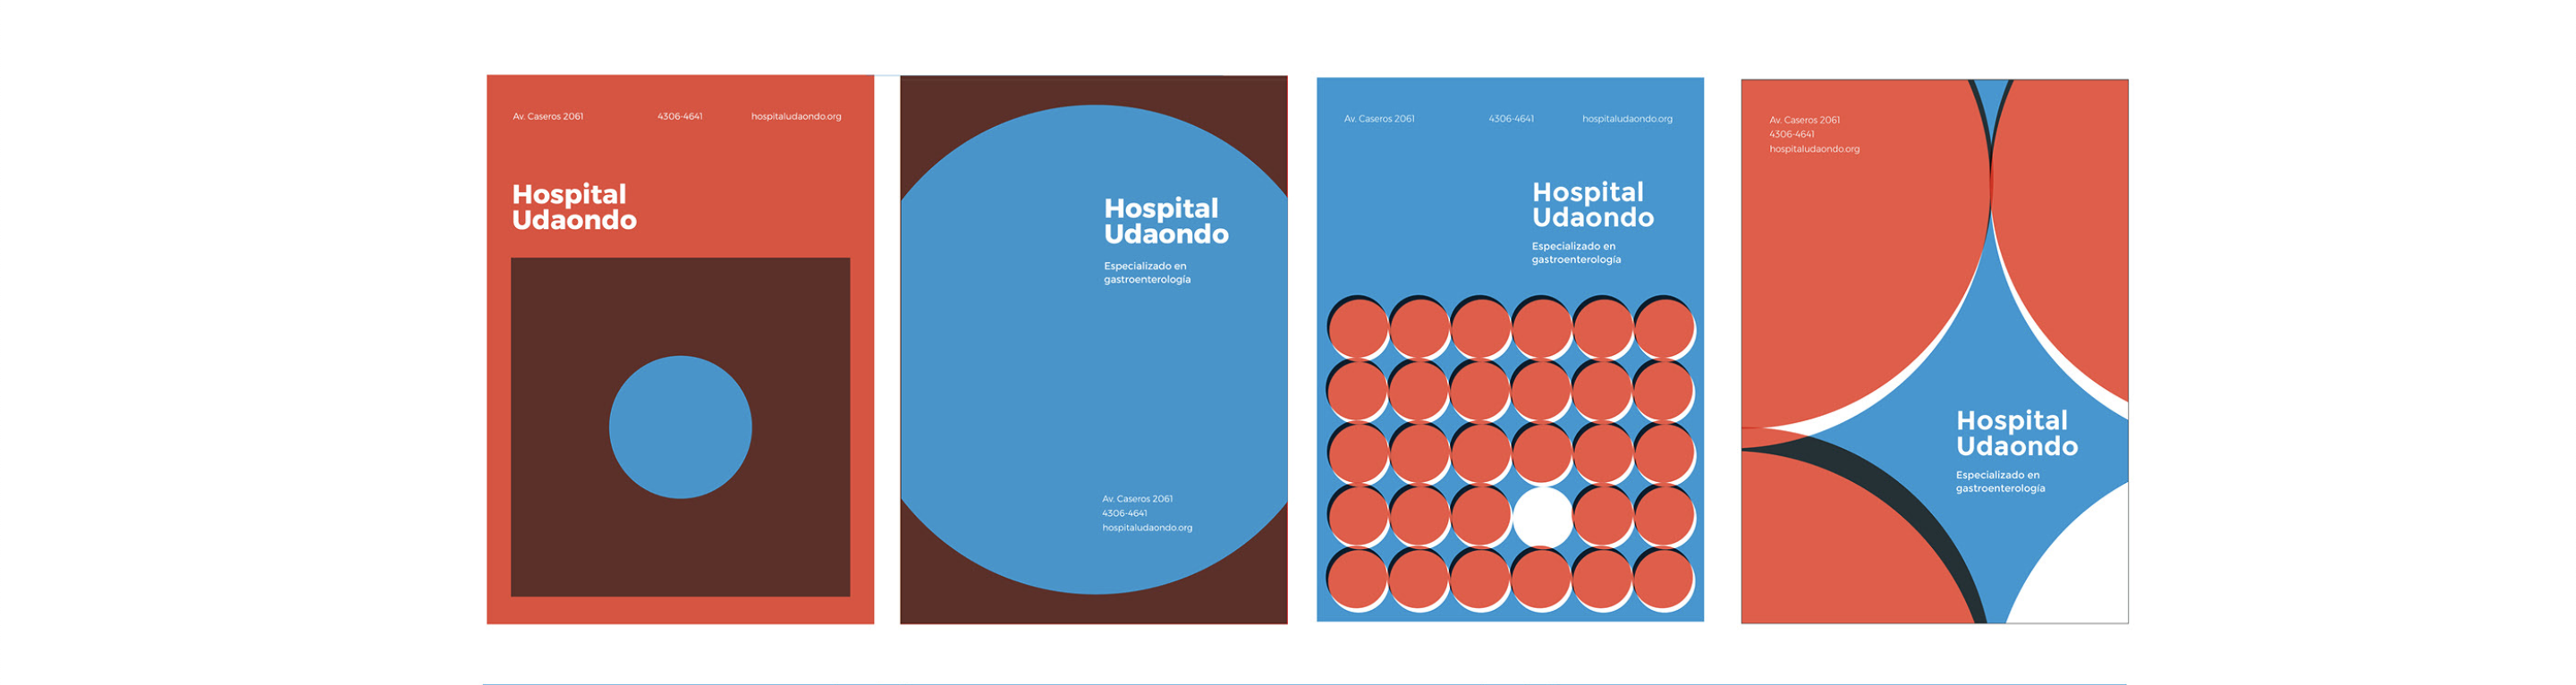 Av. Caseros 2061 4306-4641 hospitaludaondo.org
Hospital
Udaondo
Hospital
Udaondo
Especializado en
gastroenterología
Av. Caseros 2061
4306-4641
hospitaludaondo.org
Av. Caseros 2061 4306-4641 hospitaludaondo.org
Hospital
Udaondo
Especializado en
gastroenterología
Av. Caseros 2061
4306-4641
hospitaludaondo.org
Hospital
Udaondo
Especializado en
gastroenterología